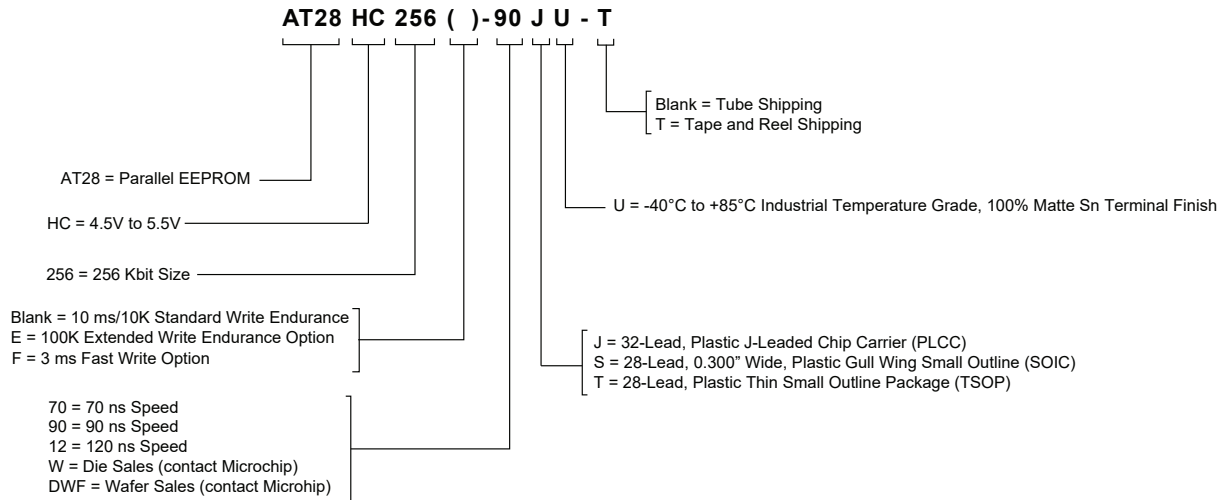 AT28 HC 256 ( )-90 J U - T
Blank = Tube Shipping
T = Tape and Reel Shipping
AT28 = Parallel EEPROM
U = -40°C to +85°C Industrial Temperature Grade, 100% Matte Sn Terminal Finish
HC = 4.5V to 5.5V
256 = 256 Kbit Size
Blank = 10 ms/10K Standard Write Endurance
E = 100K Extended Write Endurance Option
F = 3 ms Fast Write Option
J = 32-Lead, Plastic J-Leaded Chip Carrier (PLCC)
S = 28-Lead, 0.300” Wide, Plastic Gull Wing Small Outline (SOIC)
T = 28-Lead, Plastic Thin Small Outline Package (TSOP)
70 = 70 ns Speed
90 = 90 ns Speed
12 = 120 ns Speed
W = Die Sales (contact Microchip)
DWF = Wafer Sales (contact Microhip)